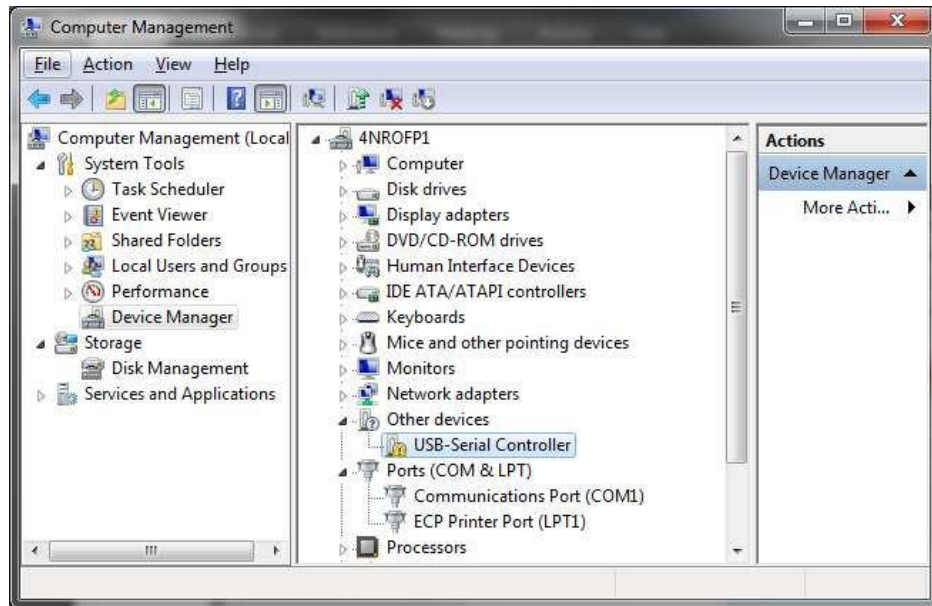 Computer Management
File Action View Help
Computer Management (Local
System Tools
Task Scheduler
Event Viewer
Shared Folders
Local Users and Groups
Performance
Device Manager
Storage
Disk Management
Services and Applications
4NROFP1
Computer
Disk drives
Display adapters
DVD/CD-ROM drives
Human Interface Devices
IDE ATA/ATAPI controllers
Keyboards
Mice and other pointing devices
Monitors
Network adapters
Other devices
USB-Serial Controller
Ports (COM & LPT)
Communications Port (COM1)
ECP Printer Port (LPT1)
Processors
Actions
Device Manager
More Acti...